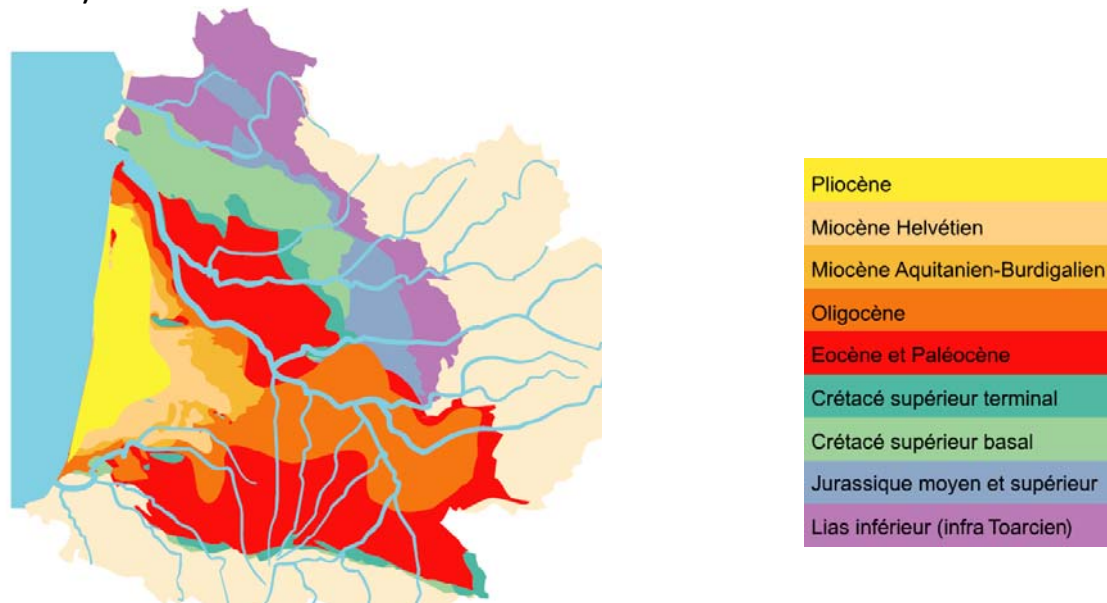 Pliocène
Miocène Helvétien
Miocène Aquitanien-Burdigalien
Oligocène
Eocène et Paléocène
Crétacé supérieur terminal
Crétacé supérieur basal
Jurassique moyen et supérieur
Lias inférieur (infra Toarcien)